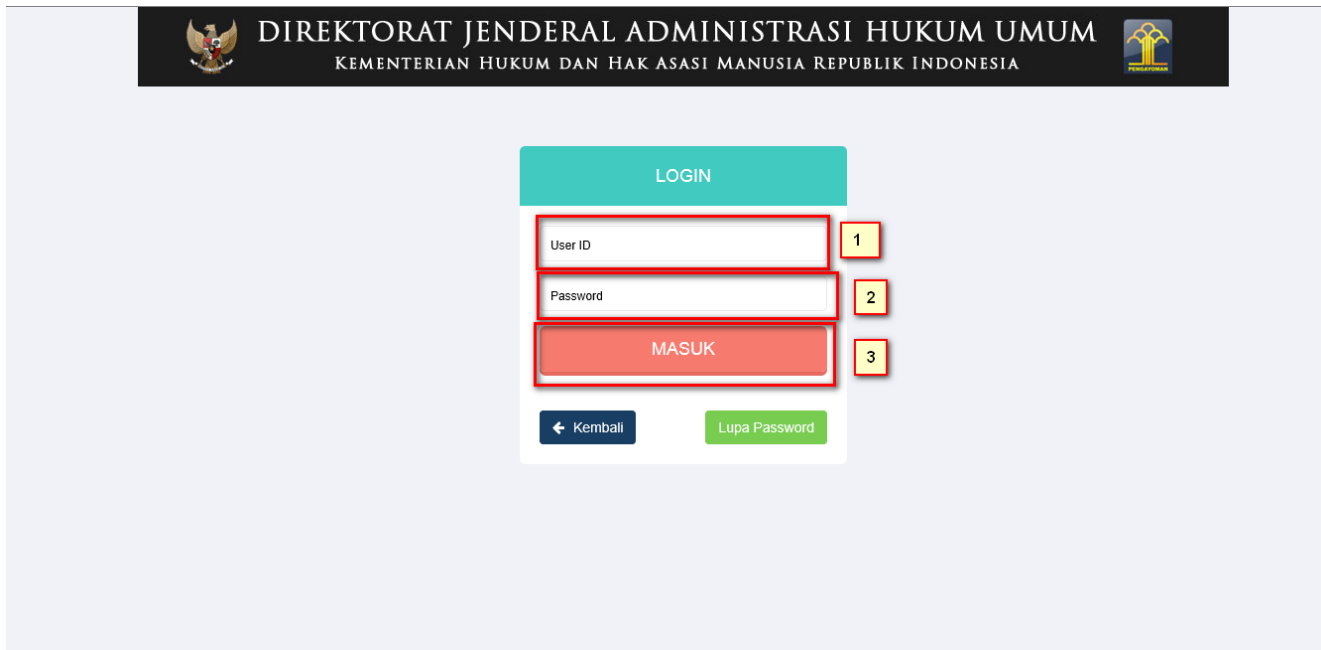 DIREKTORAT JENDERAL ADMINISTRASI HUKUM UMUM
KEMENTERIAN HUKUM DAN HAK ASASI MANUSIA REPUBLIK INDONESIA
PENGAYOMAN
LOGIN
User ID
1
Password
2
MASUK
3
Kembali
Lupa Password